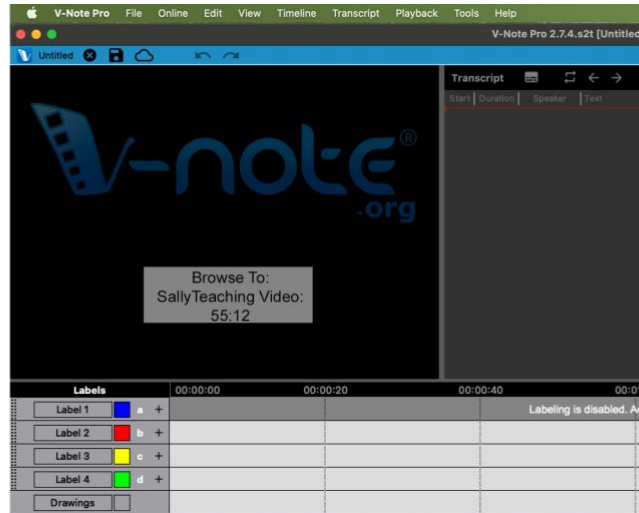 V-Note Pro File Online Edit View Timeline Transcript Playback Tools Help
V-Note Pro 2.7.4.s2t [Untitled
Untitled
Transcript
Start Duration Speaker Text
V-note®
.org
Browse To:
SallyTeaching Video:
55:12
Labels 00:00:00 00:00:20 00:00:40 00:0
Label 1 a + Labeling is disabled. A
Label 2 b +
Label 3 c +
Label 4 d +
Drawings